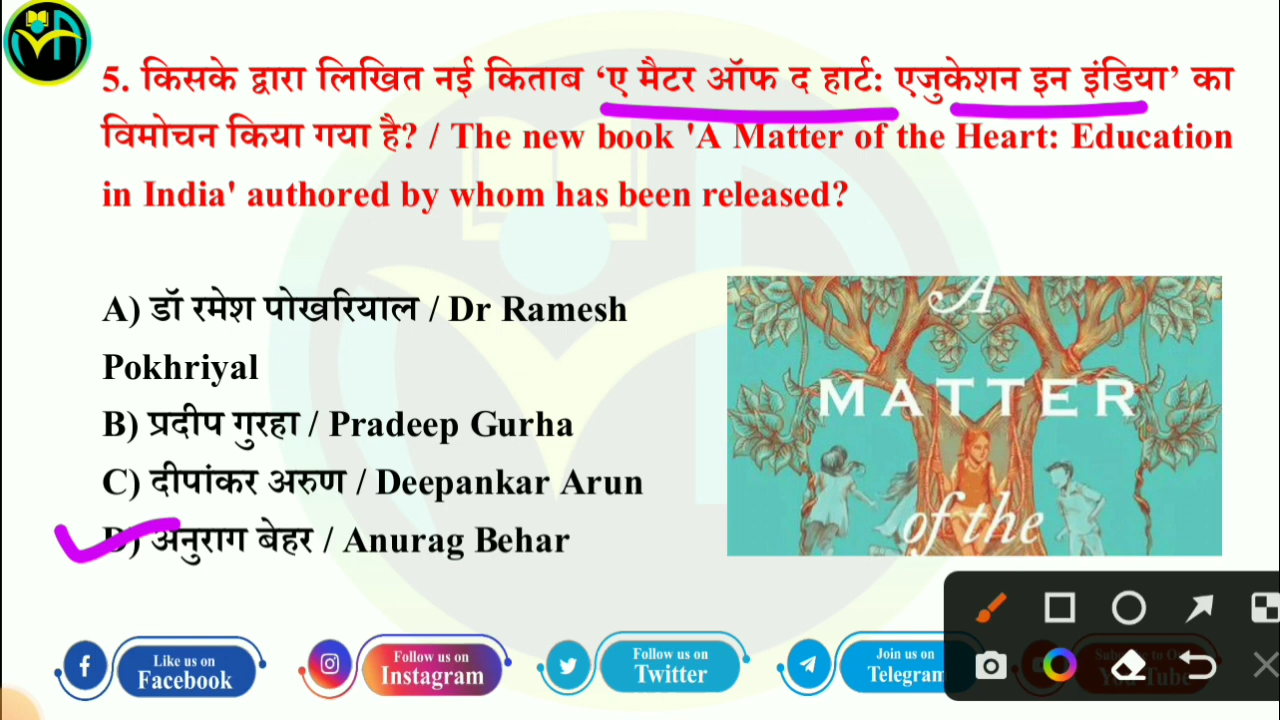 5. किसके द्वारा लिखित नई किताब ‘ए मैटर ऑफ द हार्ट: एजुकेशन इन इंडिया’ का
विमोचन किया गया है? / The new book 'A Matter of the Heart: Education
in India' authored by whom has been released?
A) डॉ रमेश पोखरियाल / Dr Ramesh
Pokhriyal
B) प्रदीप गुरहा / Pradeep Gurha
C) दीपांकर अरुण / Deepankar Arun
D) अनुराग बेहर / Anurag Behar
A
MATTER
of the
Like us on
Facebook
Follow us on
Instagram
Follow us on
Twitter
Join us on
Telegram